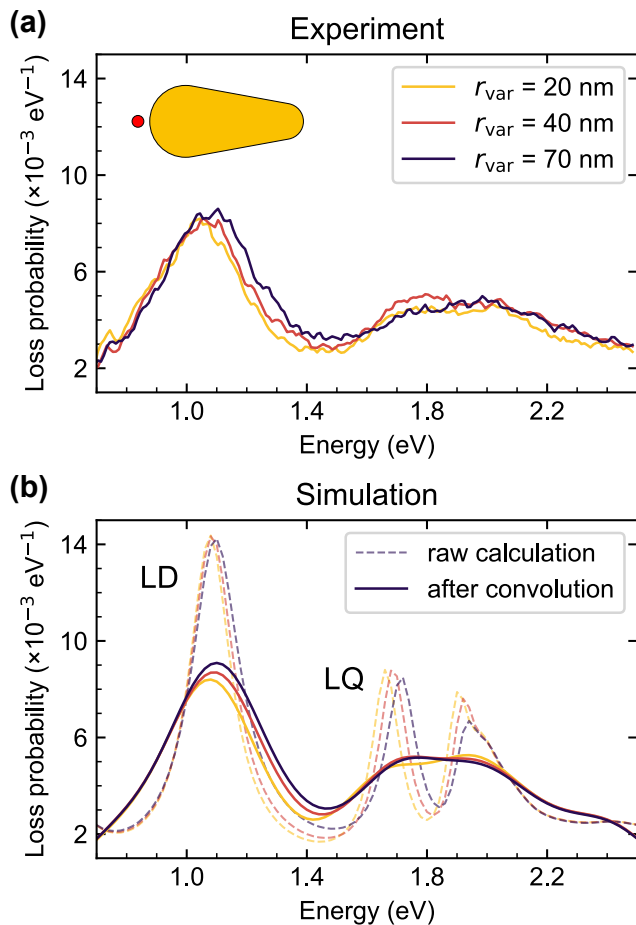 (a)
Experiment
14
10
6
2
Loss probability (×10⁻³ eV⁻¹)
r_var = 20 nm
r_var = 40 nm
r_var = 70 nm
1.0 1.4 1.8 2.2
Energy (eV)
(b)
Simulation
14
10
6
2
Loss probability (×10⁻³ eV⁻¹)
LD
LQ
raw calculation
after convolution
1.0 1.4 1.8 2.2
Energy (eV)